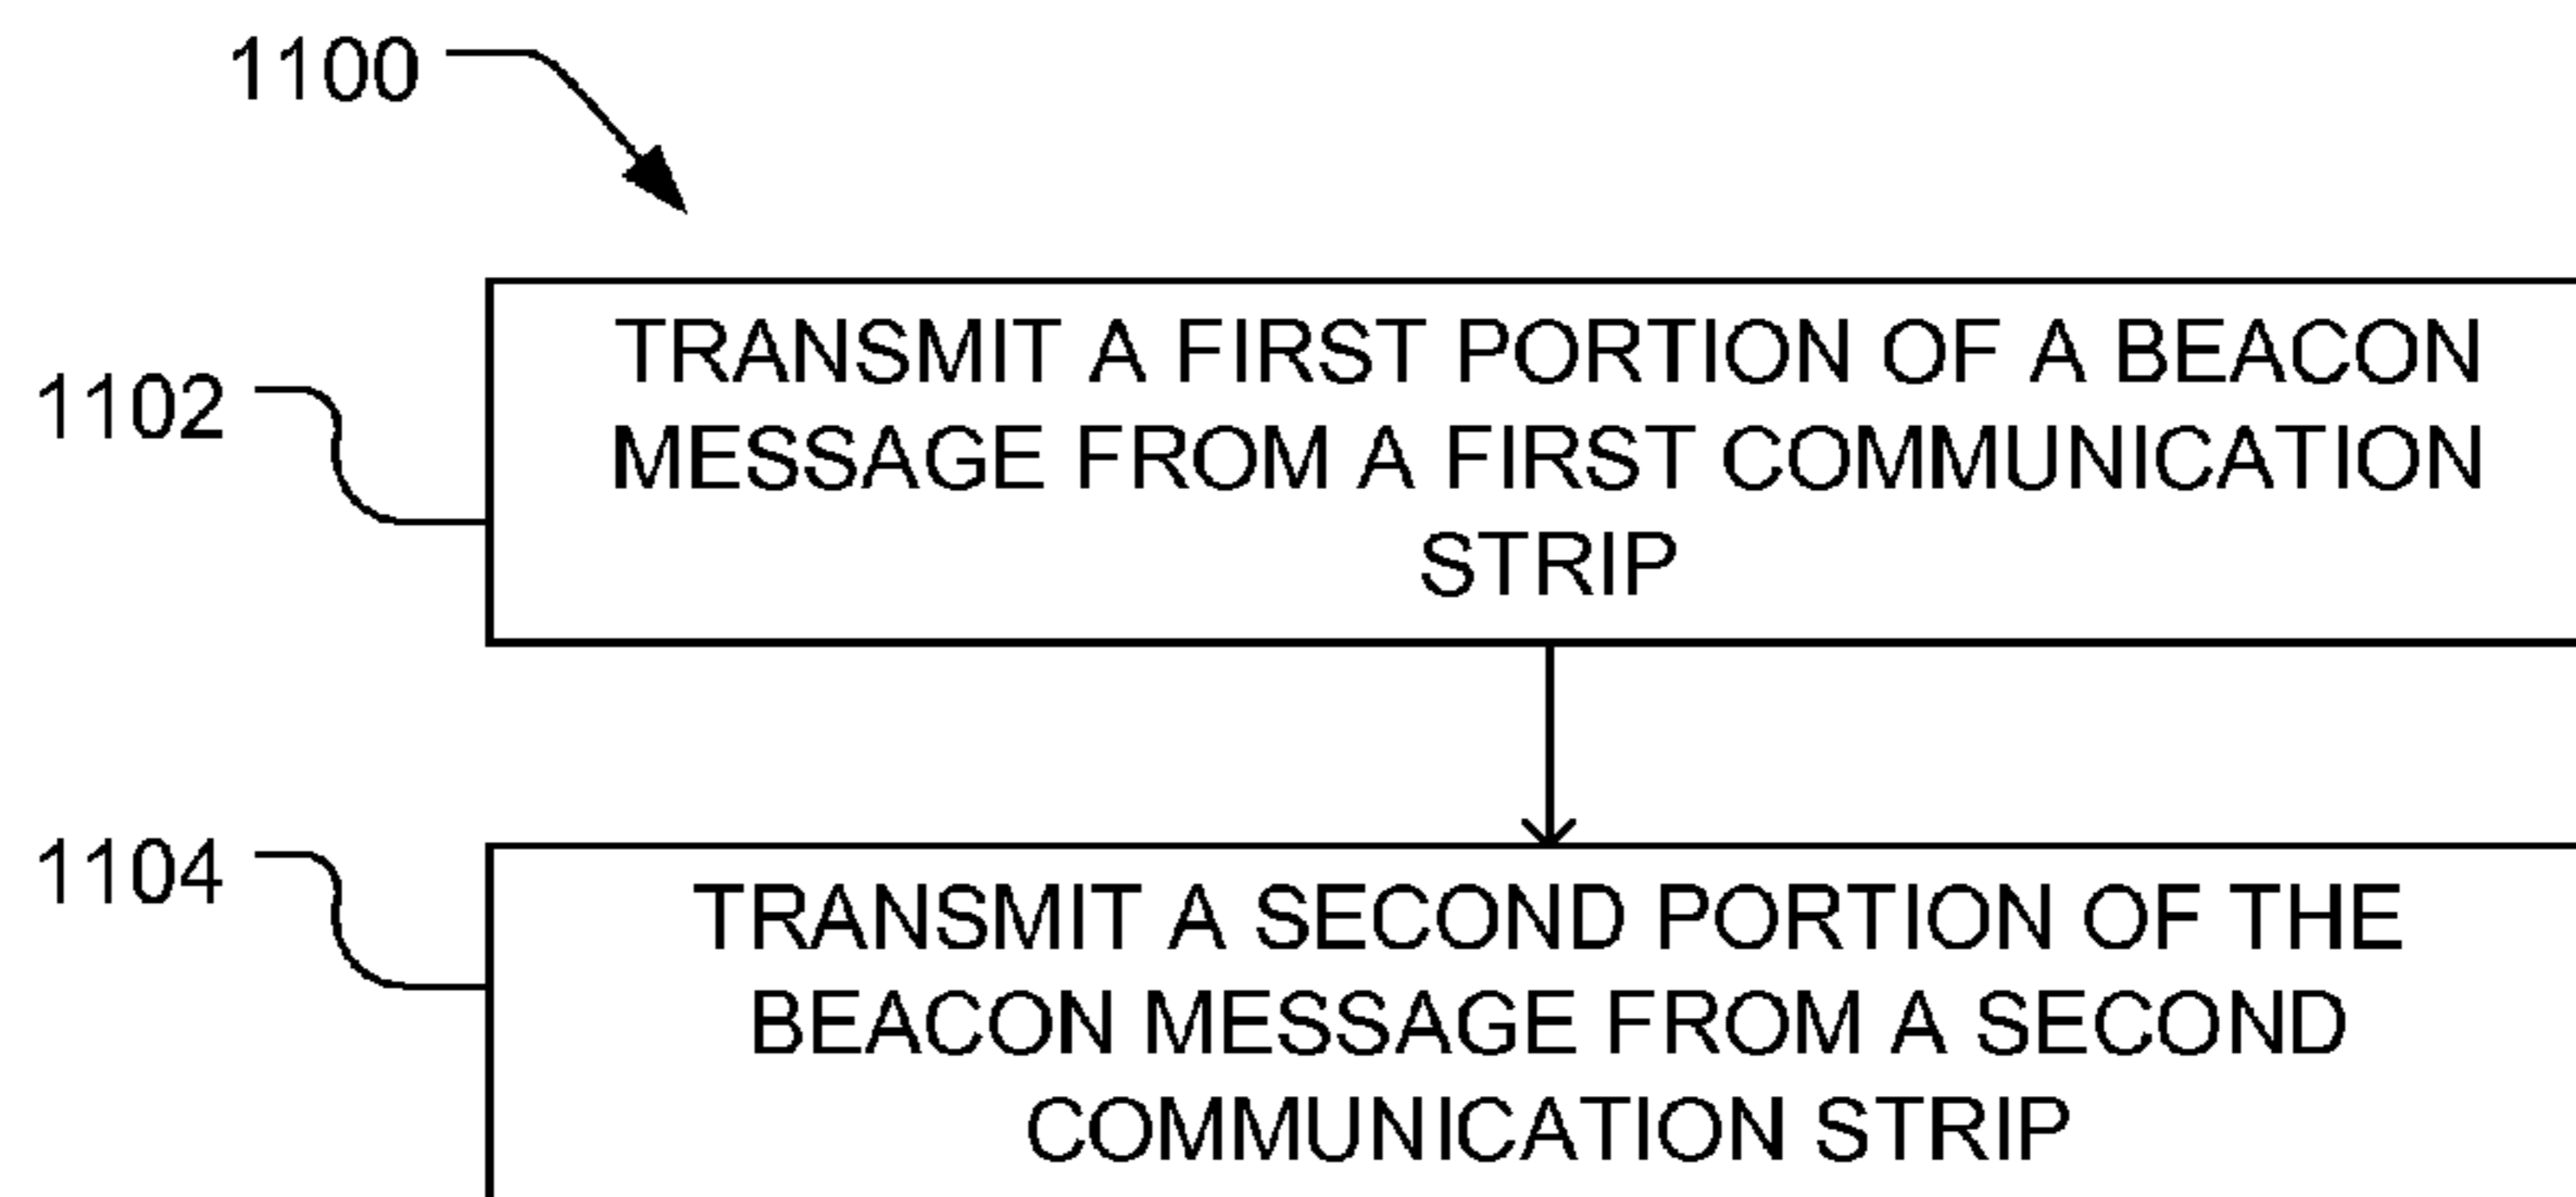 1100
1102
TRANSMIT A FIRST PORTION OF A BEACON
MESSAGE FROM A FIRST COMMUNICATION
STRIP
1104
TRANSMIT A SECOND PORTION OF THE
BEACON MESSAGE FROM A SECOND
COMMUNICATION STRIP